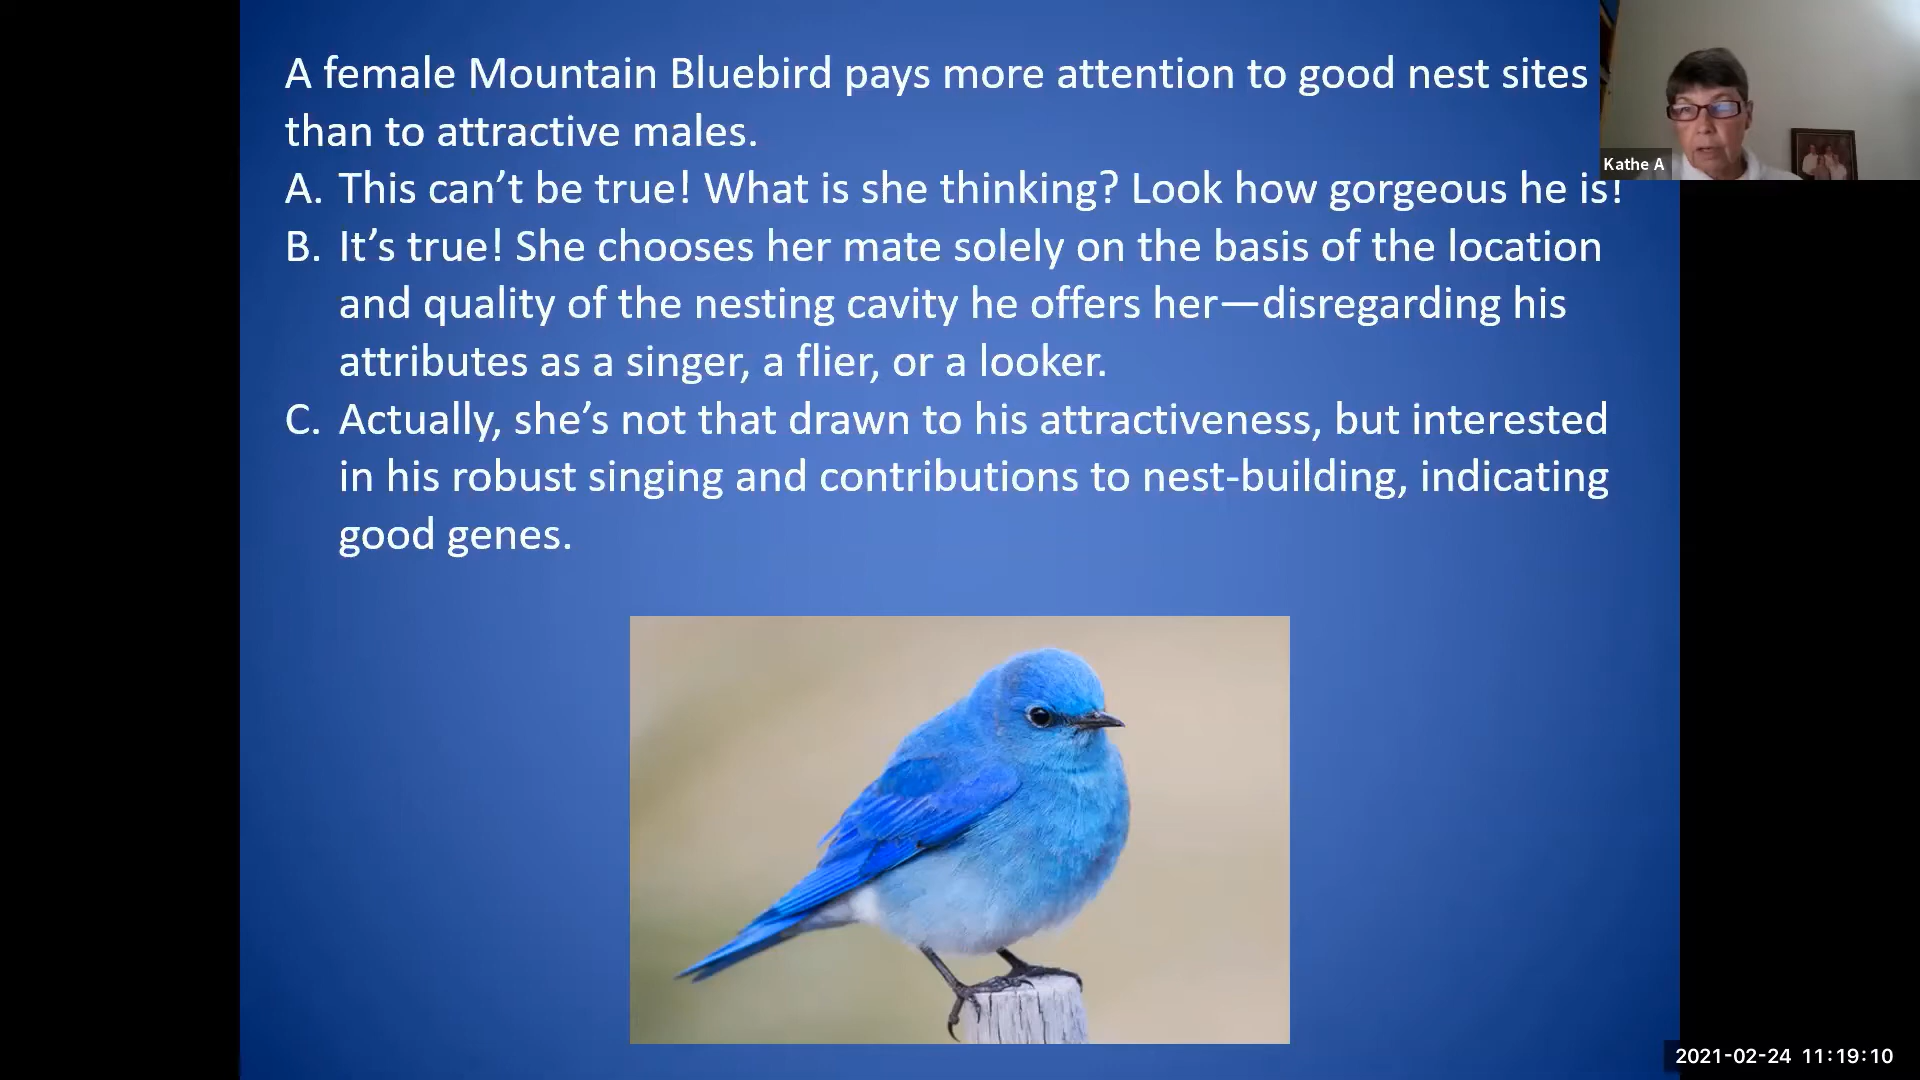 A female Mountain Bluebird pays more attention to good nest sites
than to attractive males.
A. This can’t be true! What is she thinking? Look how gorgeous he is!
B. It’s true! She chooses her mate solely on the basis of the location
and quality of the nesting cavity he offers her—disregarding his
attributes as a singer, a flier, or a looker.
C. Actually, she’s not that drawn to his attractiveness, but interested
in his robust singing and contributions to nest-building, indicating
good genes.
Kathe A
2021-02-24 11:19:10